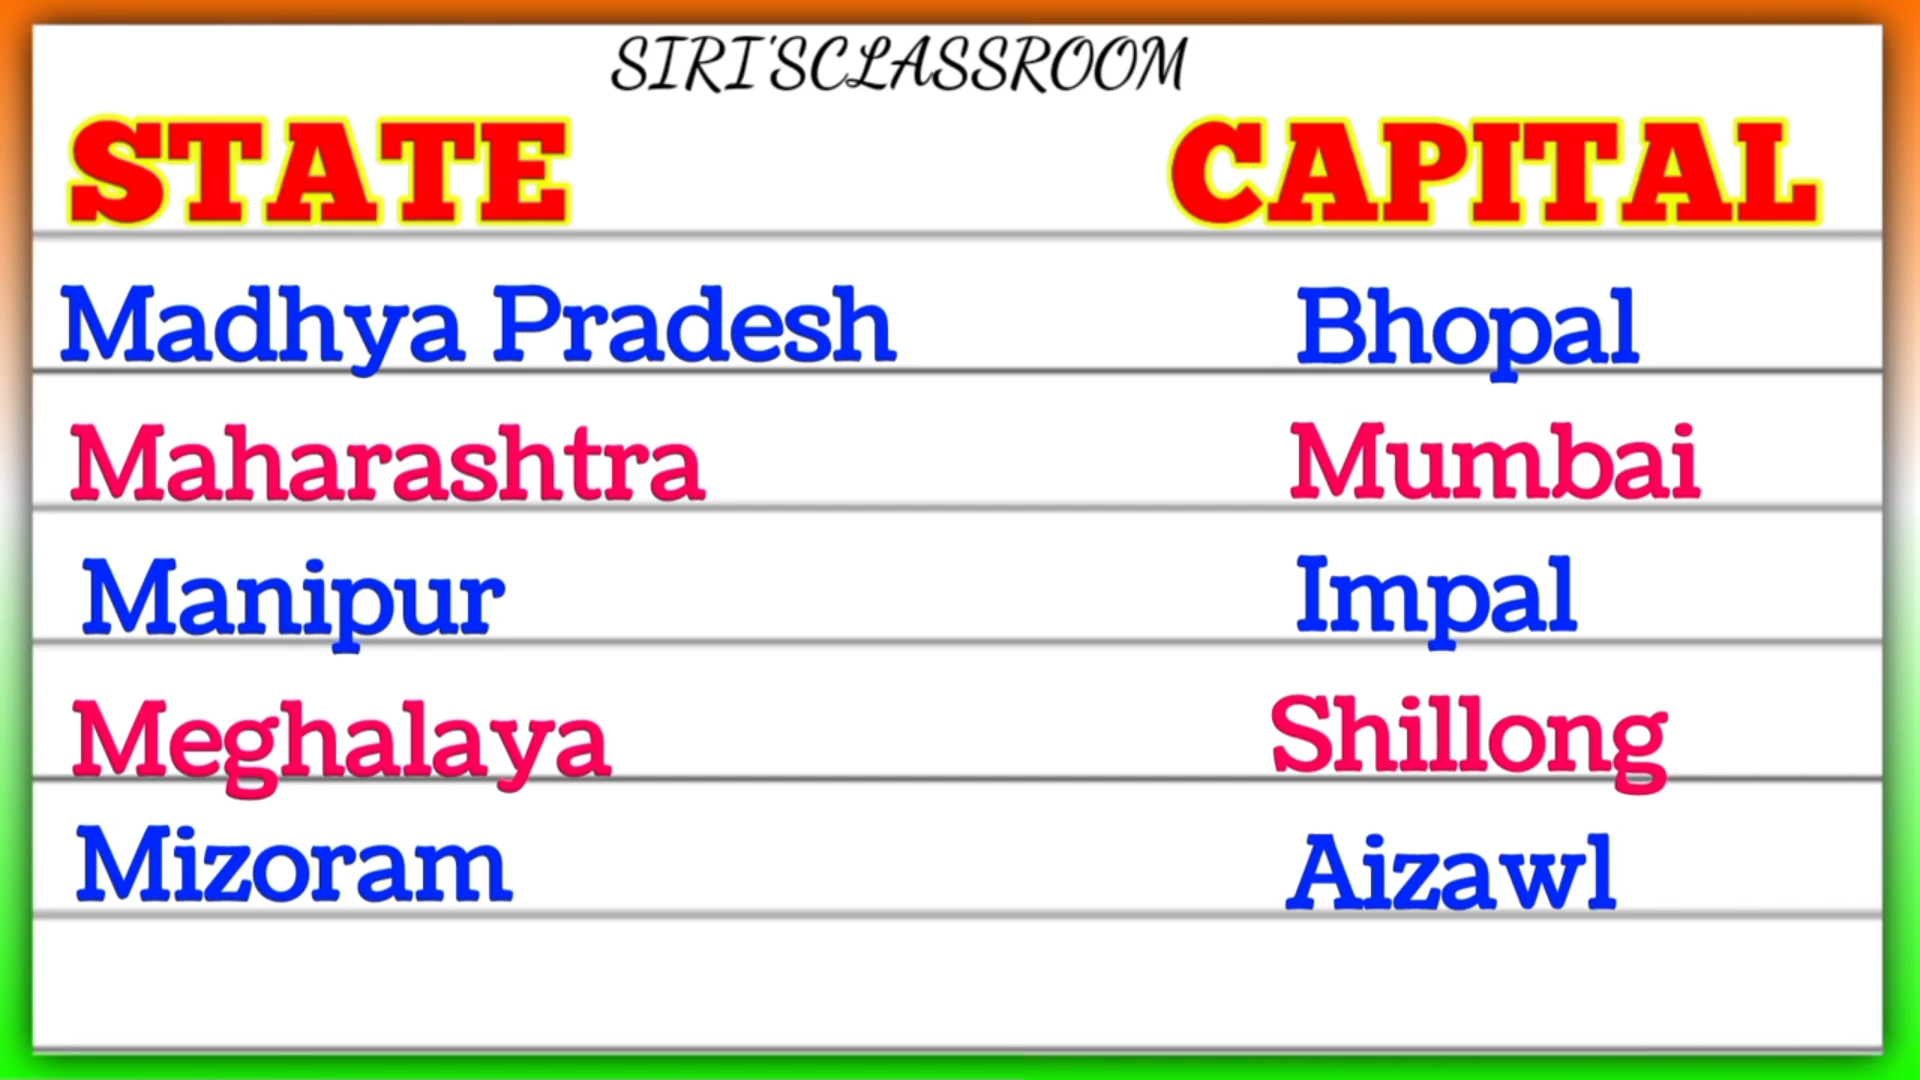 SIRI'SCLASSROOM
STATE CAPITAL
Madhya Pradesh Bhopal
Maharashtra Mumbai
Manipur Impal
Meghalaya Shillong
Mizoram Aizawl